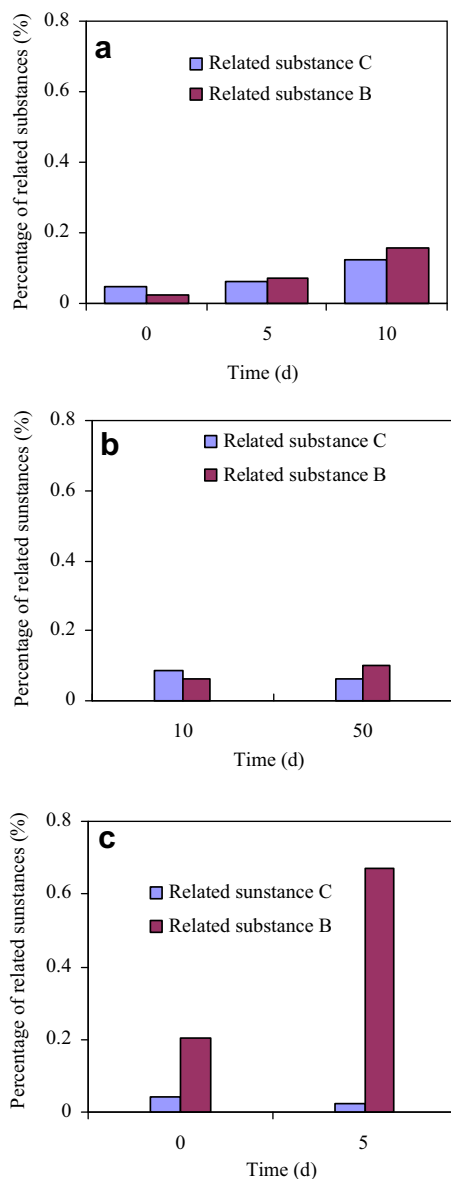 a
Related substance C
Related substance B
Percentage of related substances (%)
0.8
0.6
0.4
0.2
0
0 5 10
Time (d)
b
Related substance C
Related substance B
Percentage of related sunstances (%)
0.8
0.6
0.4
0.2
0
10 50
Time (d)
c
Related sunstance C
Related substance B
Percentage of related sunstances (%)
0.8
0.6
0.4
0.2
0
0 5
Time (d)